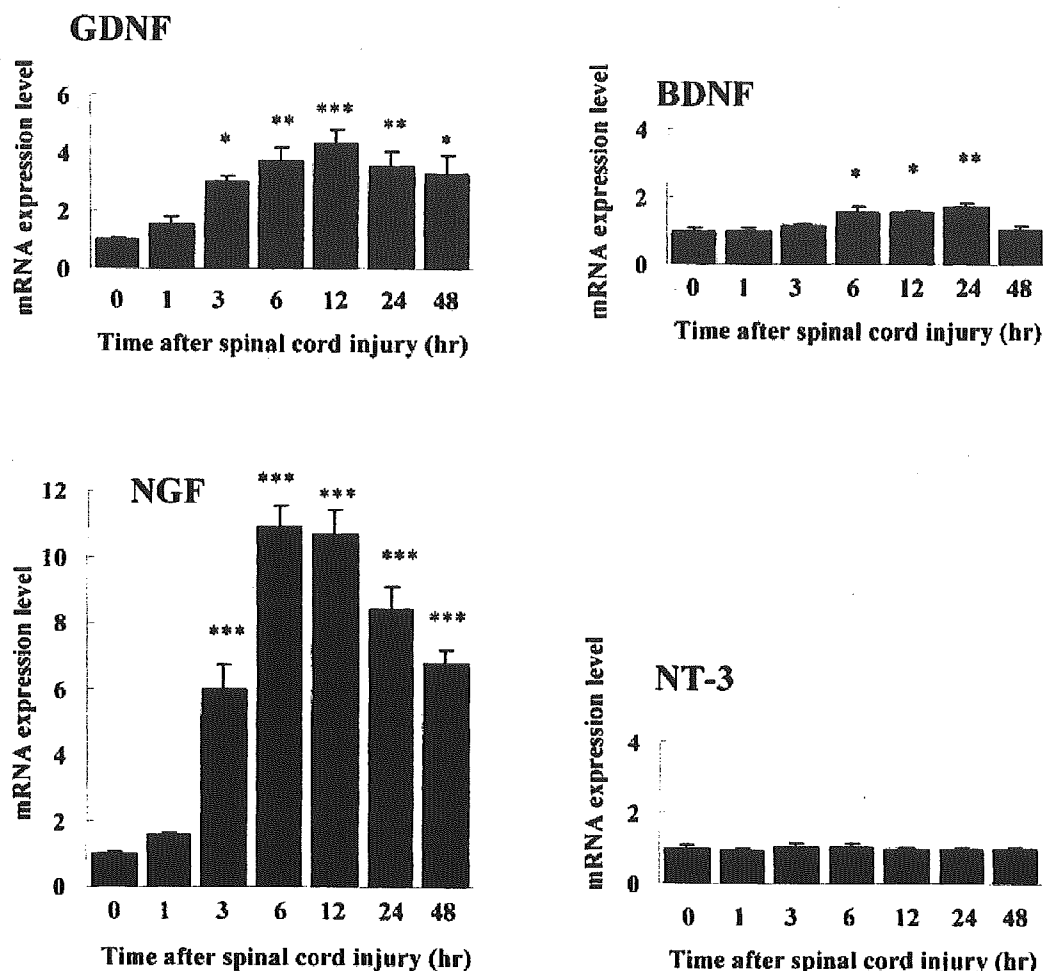 GDNF
mRNA expression level
6
4
2
0
* ** *** ** *
0 1 3 6 12 24 48
Time after spinal cord injury (hr)
BDNF
mRNA expression level
4
2
0
* * **
0 1 3 6 12 24 48
Time after spinal cord injury (hr)
NGF
mRNA expression level
12
10
8
6
4
2
0
*** *** *** *** ***
0 1 3 6 12 24 48
Time after spinal cord injury (hr)
NT-3
mRNA expression level
4
2
0
0 1 3 6 12 24 48
Time after spinal cord injury (hr)